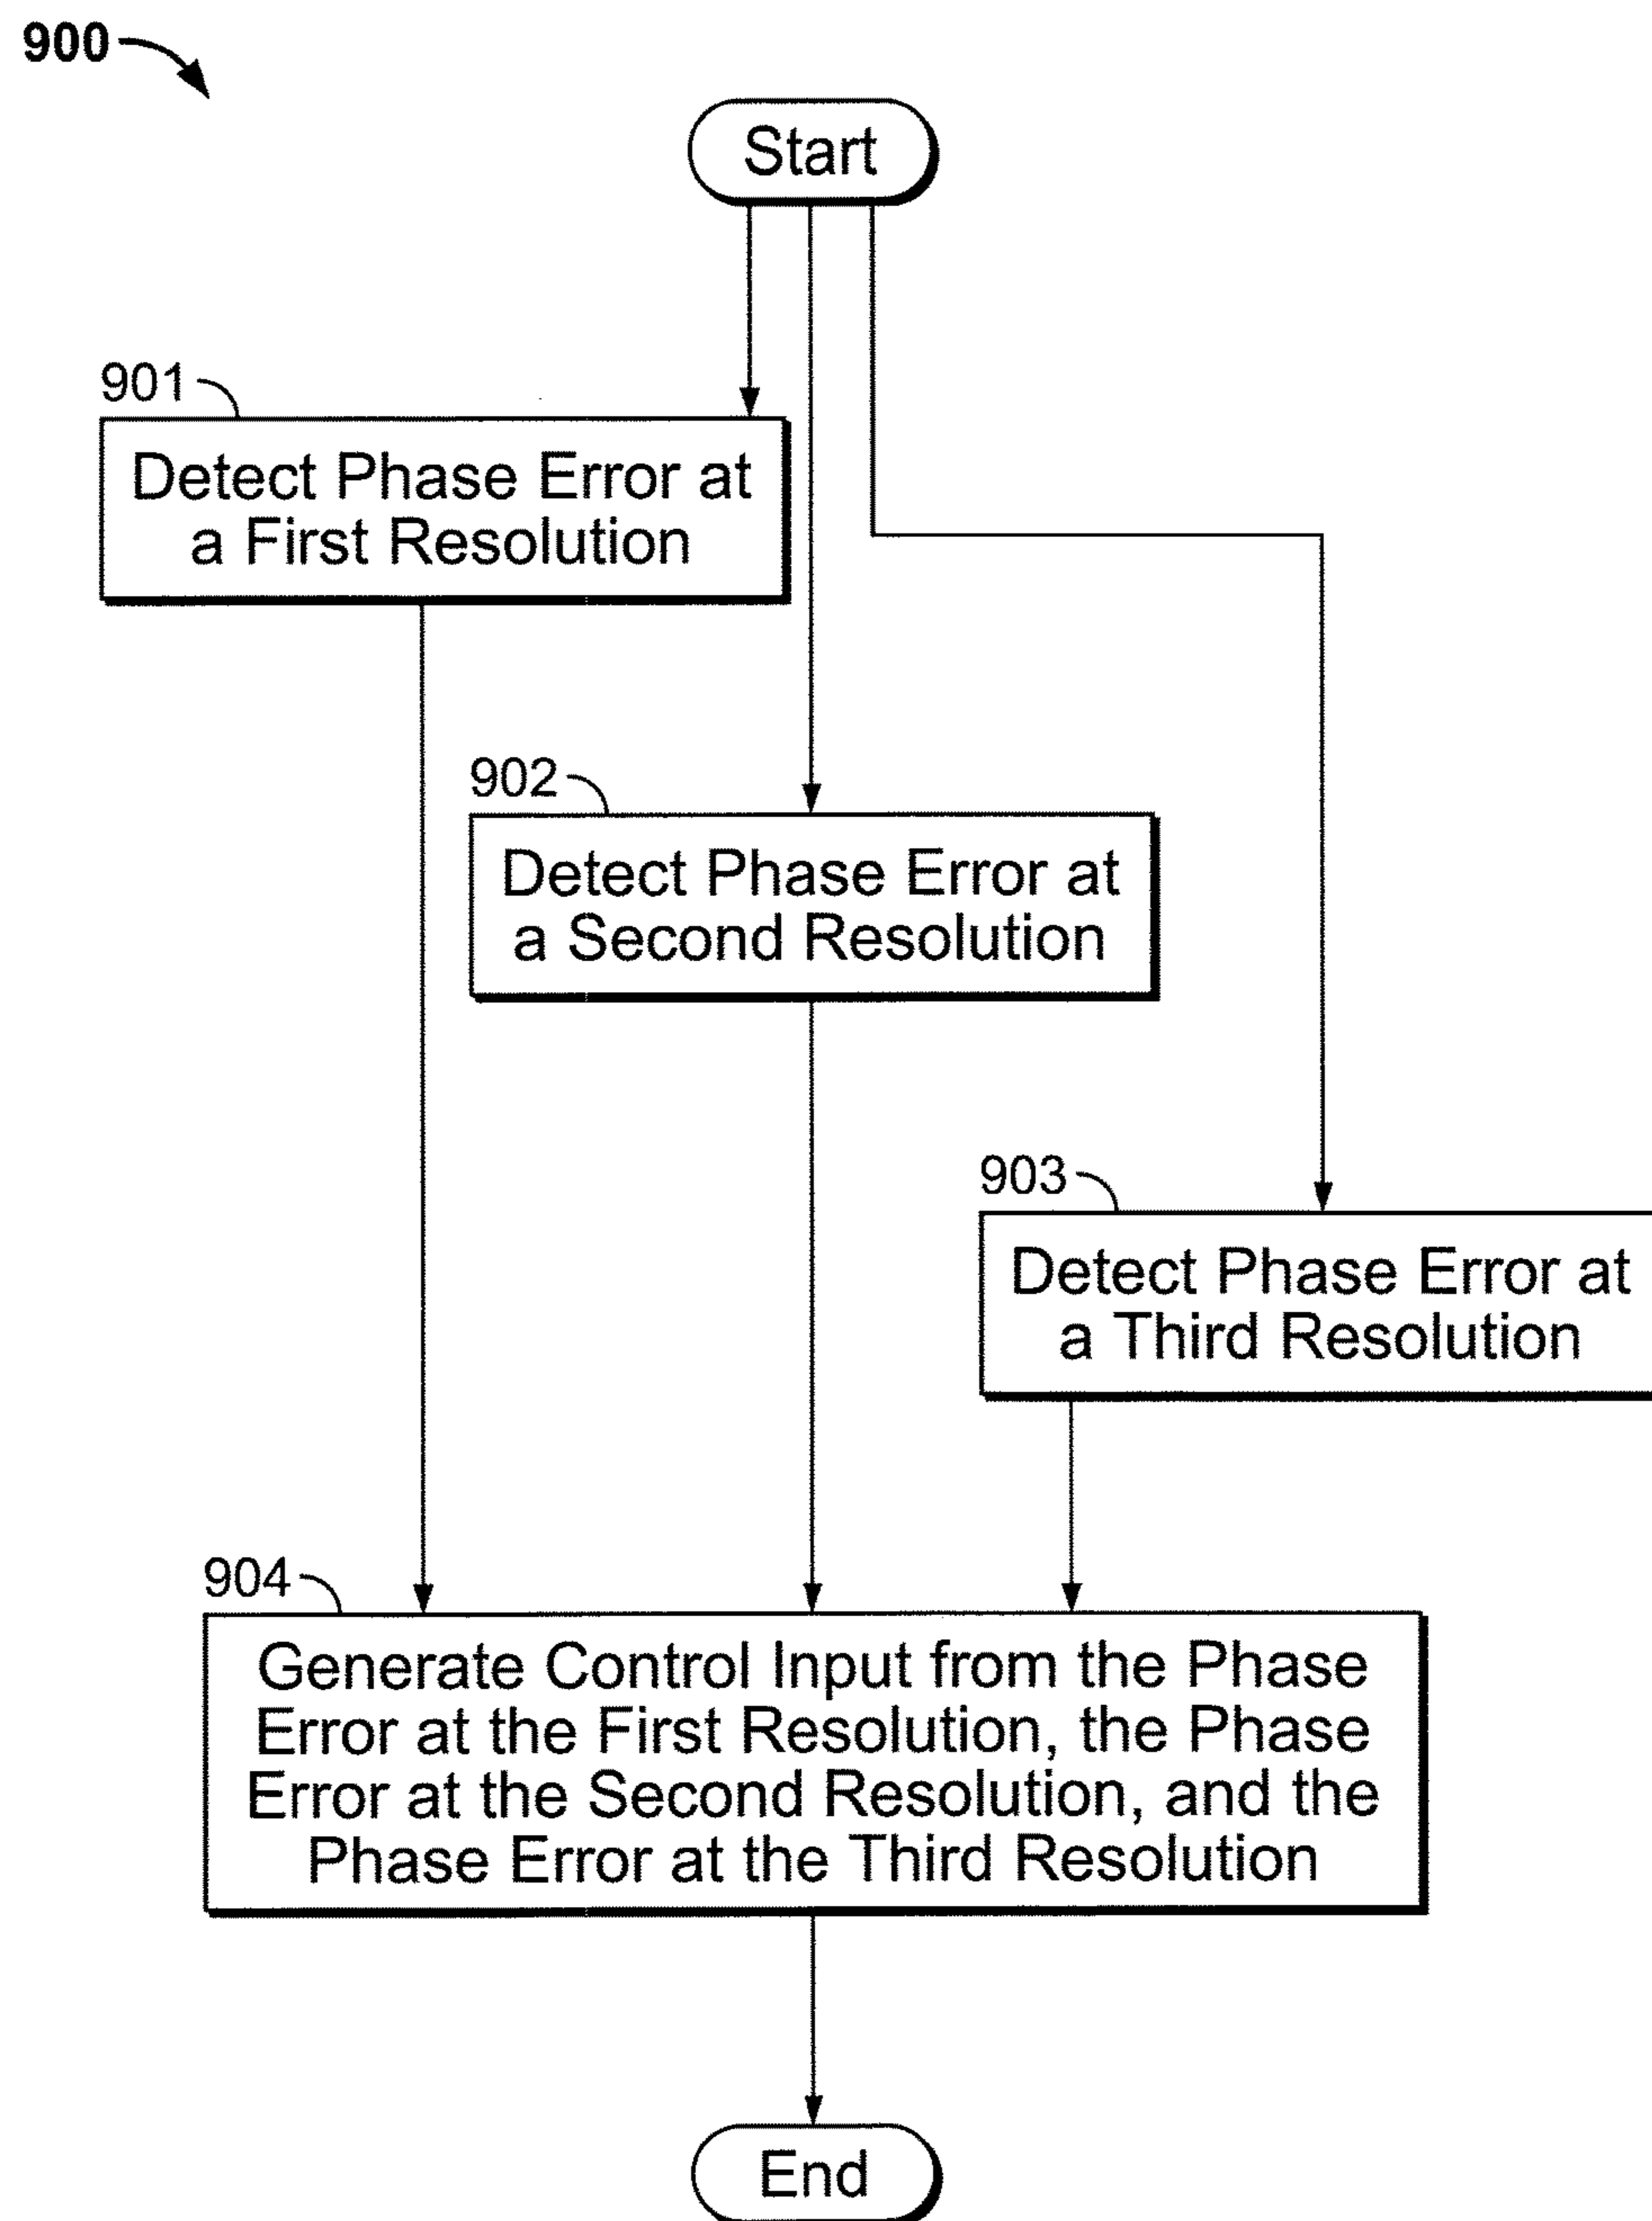 900
Start
901
Detect Phase Error at
a First Resolution
902
Detect Phase Error at
a Second Resolution
903
Detect Phase Error at
a Third Resolution
904
Generate Control Input from the Phase
Error at the First Resolution, the Phase
Error at the Second Resolution, and the
Phase Error at the Third Resolution
End